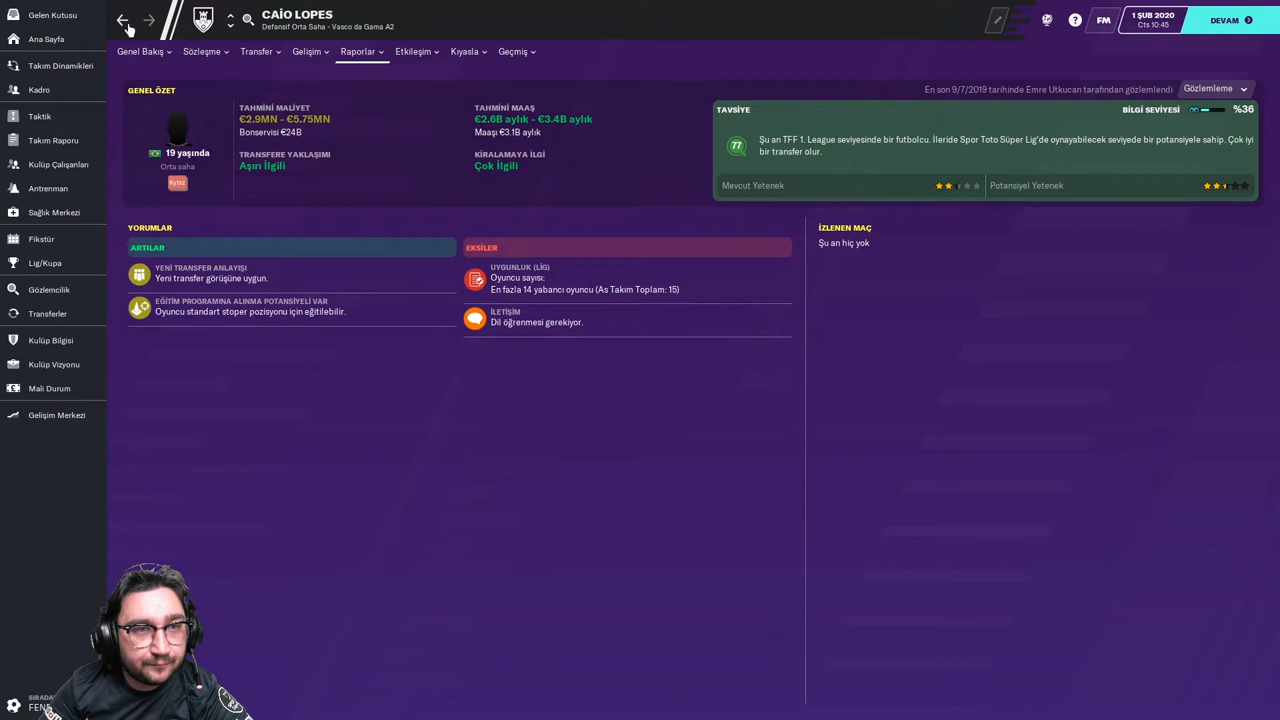 Gelen Kutusu
Ana Sayfa
Takım Dinamikleri
Kadro
Taktik
Takım Raporu
Kulüp Çalışanları
Antrenman
Sağlık Merkezi
Fikstür
Lig/Kupa
Gözlemcilik
Transferler
Kulüp Bilgisi
Kulüp Vizyonu
Mali Durum
Gelişim Merkezi
CAİO LOPES
Defansif Orta Saha - Vasco da Gama A2
FM
1 ŞUB 2020
Cts 10:45
DEVAM
Genel Bakış
Sözleşme
Transfer
Gelişim
Raporlar
Etkileşim
Kıyasla
Geçmiş
GENEL ÖZET
En son 9/7/2019 tarihinde Emre Utkucan tarafından gözlemlendi
Gözlemleme
19 yaşında
Orta saha
Kytsz
TAHMİNİ MALİYET
€2.9MN - €5.75MN
Bonservisi €24B
TRANSFERE YAKLAŞIMI
Aşırı İlgili
TAHMİNİ MAAŞ
€2.6B aylık - €3.4B aylık
Maaşı €3.1B aylık
KİRALAMAYA İLGİ
Çok İlgili
TAVSİYE
BİLGİ SEVİYESİ
%36
77
Şu an TFF 1. League seviyesinde bir futbolcu. İleride Spor Toto Süper Lig'de oynayabilecek seviyede bir potansiyele sahip. Çok iyi
bir transfer olur.
Mevcut Yetenek
Potansiyel Yetenek
YORUMLAR
ARTILAR
YENİ TRANSFER ANLAYIŞI
Yeni transfer görüşüne uygun.
EĞİTİM PROGRAMINA ALINMA POTANSİYELİ VAR
Oyuncu standart stoper pozisyonu için eğitilebilir.
EKSİLER
UYGUNLUK (LİG)
Oyuncu sayısı:
En fazla 14 yabancı oyuncu (As Takım Toplam: 15)
İLETİŞİM
Dil öğrenmesi gerekiyor.
İZLENEN MAÇ
Şu an hiç yok